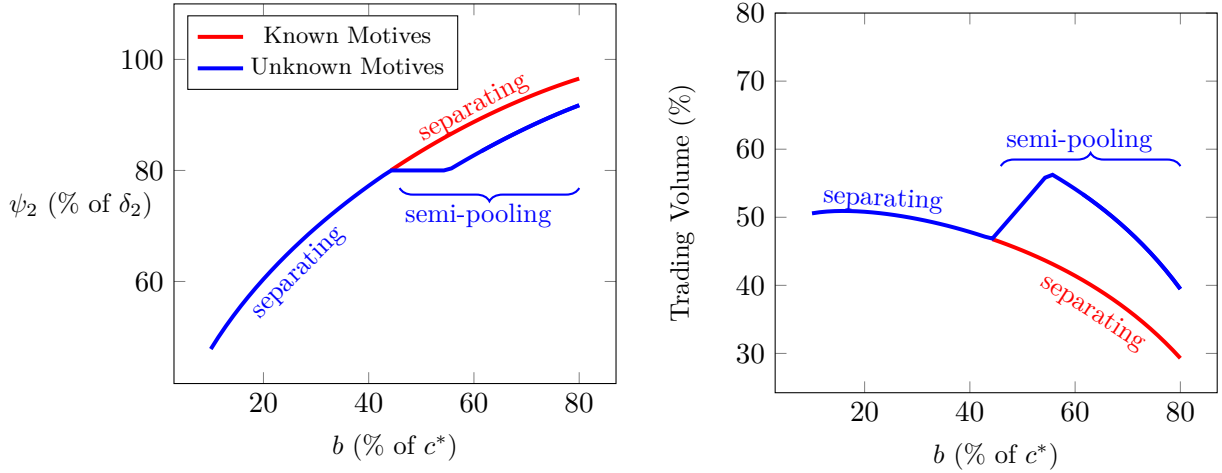 100
80
60
ψ₂ (% of δ₂)
20
40
60
80
b (% of c*)
Known Motives
Unknown Motives
separating
separating
semi-pooling
80
70
60
50
40
30
Trading Volume (%)
20
40
60
80
b (% of c*)
separating
semi-pooling
separating